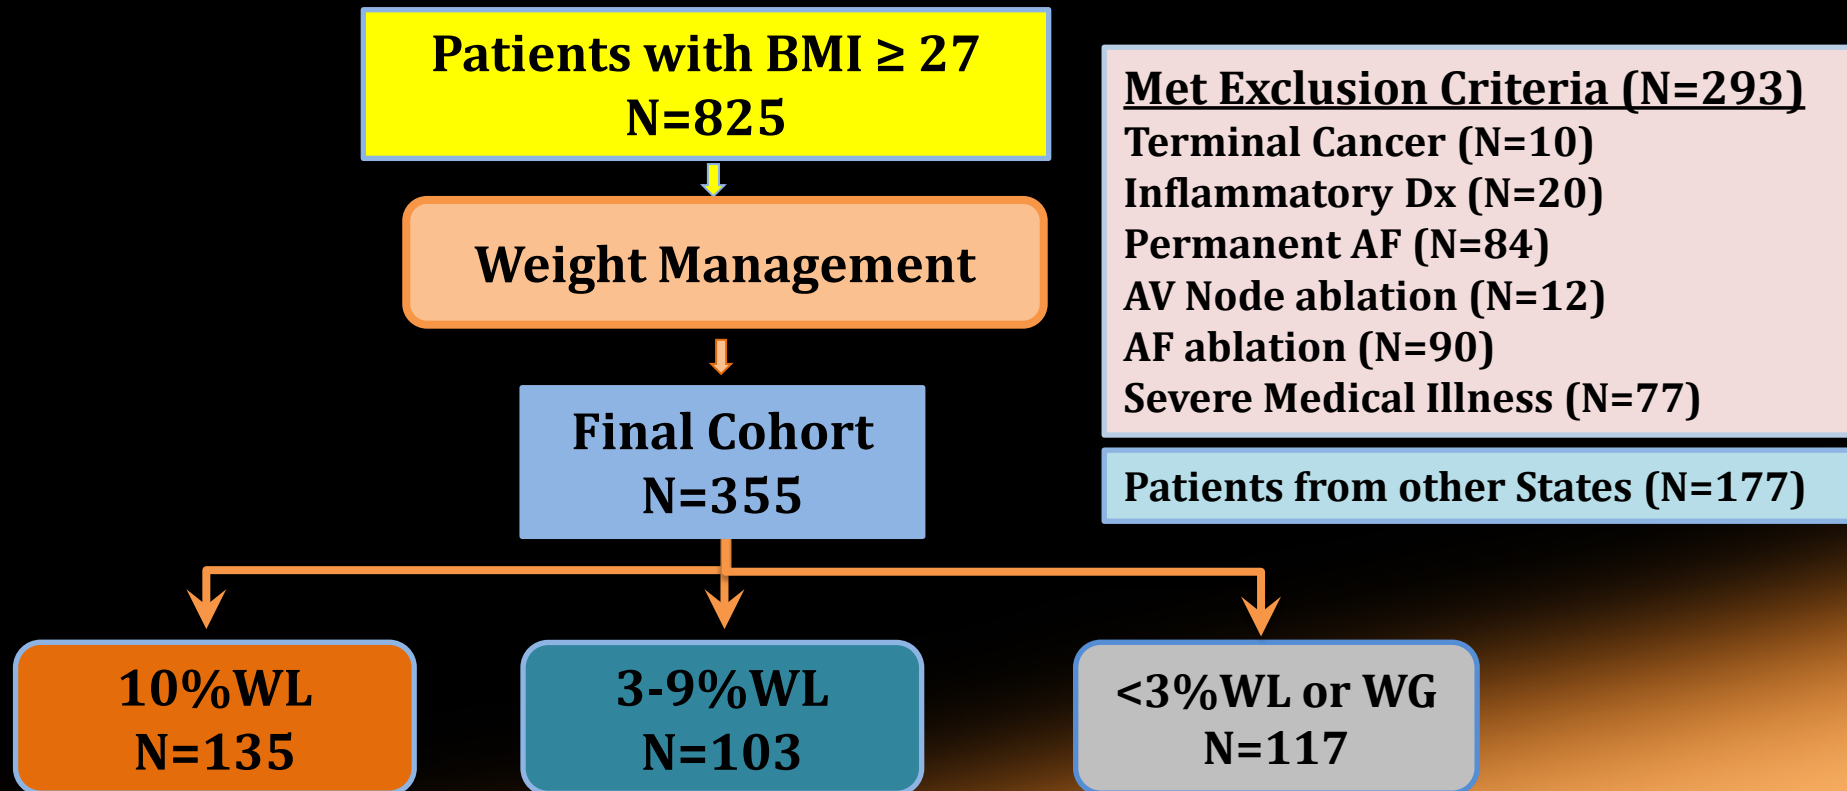 Patients with BMI ≥ 27
N=825
Weight Management
Final Cohort
N=355
Met Exclusion Criteria (N=293)
Terminal Cancer (N=10)
Inflammatory Dx (N=20)
Permanent AF (N=84)
AV Node ablation (N=12)
AF ablation (N=90)
Severe Medical Illness (N=77)
Patients from other States (N=177)
10%WL
N=135
3-9%WL
N=103
<3%WL or WG
N=117